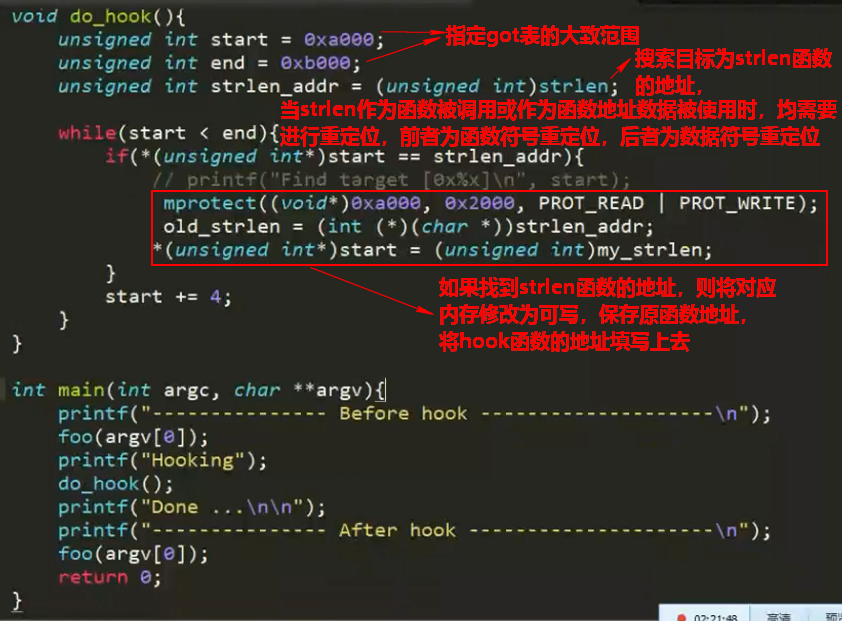 void do_hook(){
unsigned int start = 0xa000;
指定got表的大致范围
unsigned int end = 0xb000;
搜索目标为strlen函数
的地址，
unsigned int strlen_addr = (unsigned int)strlen;
当strlen作为函数被调用或作为函数地址数据被使用时，均需要
进行重定位，前者为函数符号重定位，后者为数据符号重定位
while(start < end){
if(*(unsigned int*)start == strlen_addr){
// printf("Find target [0x%x]\n", start);
mprotect((void*)0xa000, 0x2000, PROT_READ | PROT_WRITE);
old_strlen = (int (*)(char *))strlen_addr;
*(unsigned int*)start = (unsigned int)my_strlen;
}
如果找到strlen函数的地址，则将对应
内存修改为可写，保存原函数地址，
将hook函数的地址填写上去
start += 4;
}
}
int main(int argc, char **argv){
printf("--------------- Before hook --------------------\n");
foo(argv[0]);
printf("Hooking");
do_hook();
printf("Done ...\n\n");
printf("--------------- After hook ---------------------\n");
foo(argv[0]);
return 0;
}
02:21:48 高清